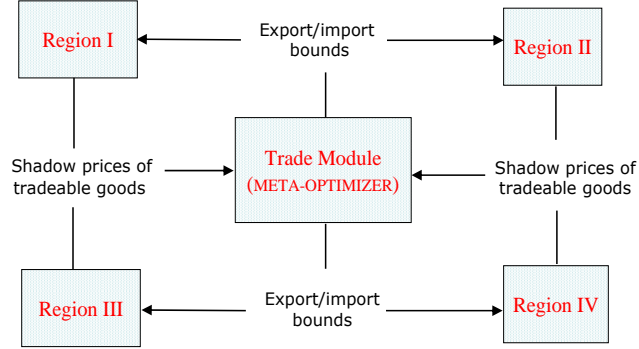 Region I
Export/import
bounds
Region II
Shadow prices of
tradeable goods
Trade Module
(META-OPTIMIZER)
Shadow prices of
tradeable goods
Region III
Export/import
bounds
Region IV